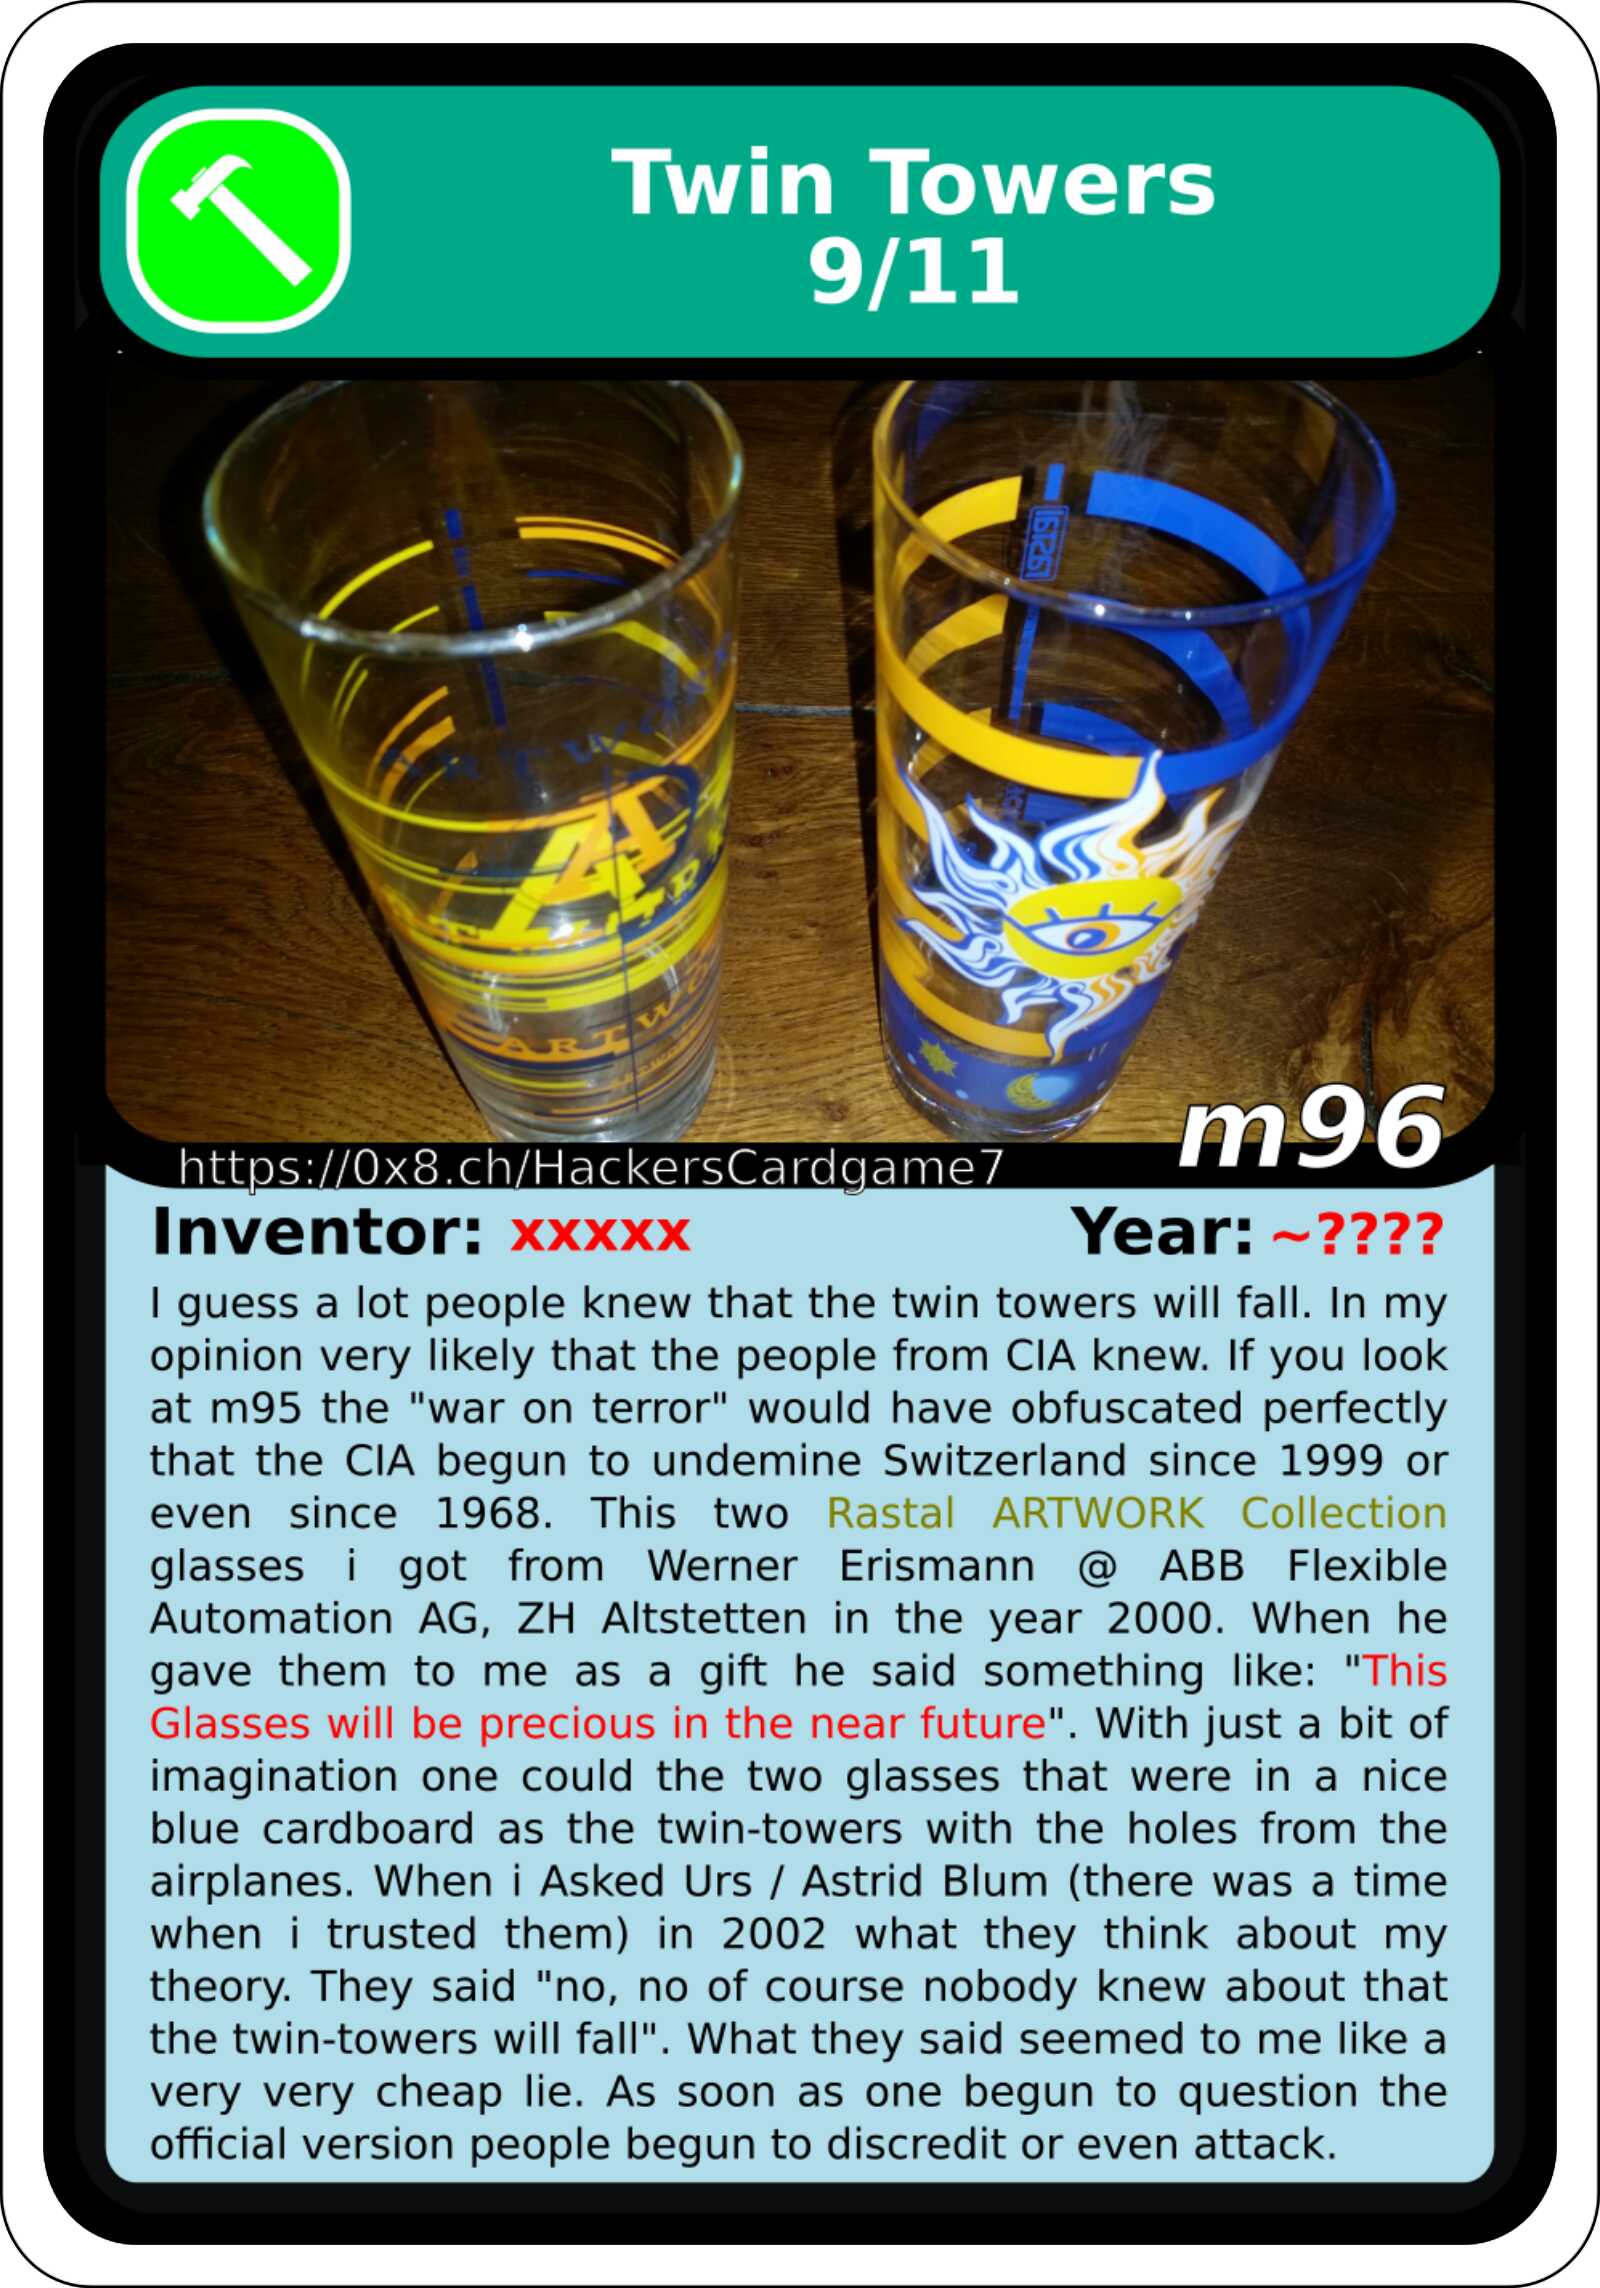 Twin Towers
9/11
ARTWO
A
ARTWO
m96
https://0x8.ch/HackersCardgame7
Inventor: xxxxx Year: ~????
I guess a lot people knew that the twin towers will fall. In my
opinion very likely that the people from CIA knew. If you look
at m95 the "war on terror" would have obfuscated perfectly
that the CIA begun to undemine Switzerland since 1999 or
even since 1968. This two Rastal ARTWORK Collection
glasses i got from Werner Erismann @ ABB Flexible
Automation AG, ZH Altstetten in the year 2000. When he
gave them to me as a gift he said something like: "This
Glasses will be precious in the near future". With just a bit of
imagination one could the two glasses that were in a nice
blue cardboard as the twin-towers with the holes from the
airplanes. When i Asked Urs / Astrid Blum (there was a time
when i trusted them) in 2002 what they think about my
theory. They said "no, no of course nobody knew about that
the twin-towers will fall". What they said seemed to me like a
very very cheap lie. As soon as one begun to question the
official version people begun to discredit or even attack.